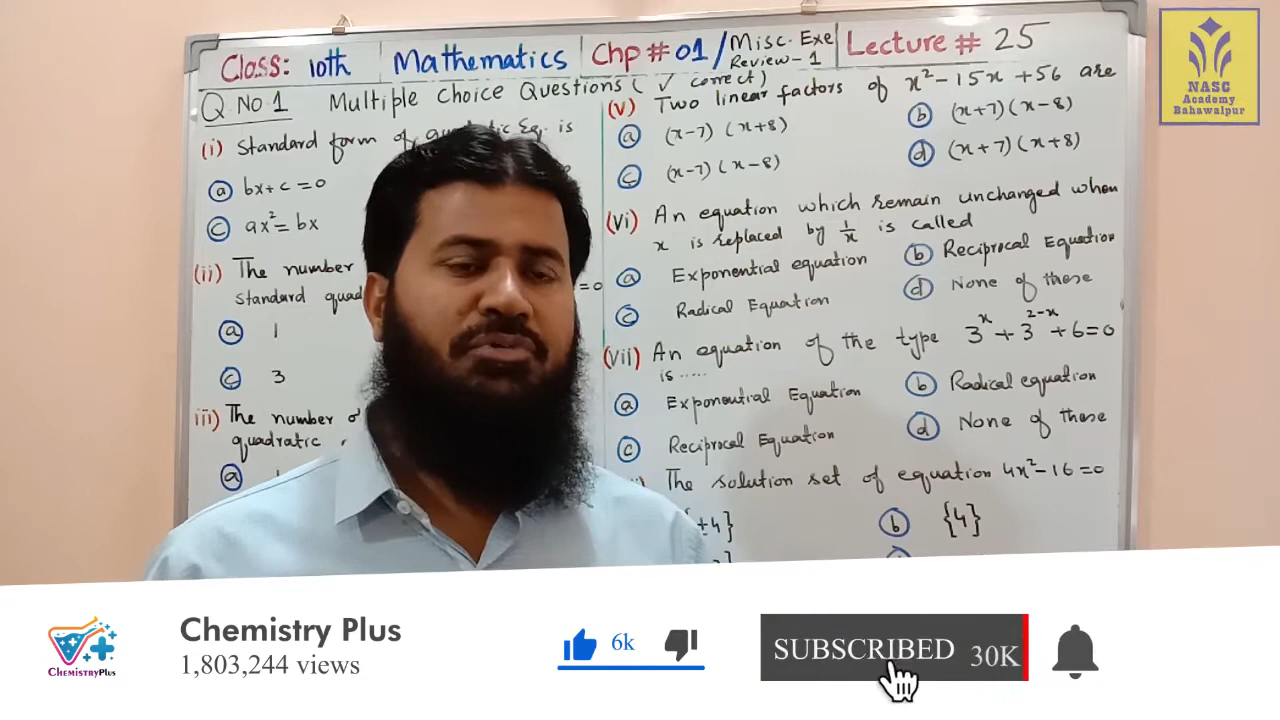 Class: 10th Mathematics Chp # 01 / Misc. Exe Review-1 Lecture # 25
NASC
Academy
Bahawalpur
Q NO 1 Multiple Choice Questions (✓ correct)
(i) Standard form of quadratic Eq. is
(a) bx + c = 0
(c) ax² = bx
(ii) The number
standard quad = 0
(a) 1
(c) 3
iii) The number o
quadratic
(a)
(v) Two linear factors of x² - 15x + 56 are
(a) (x-7)(x+8) (b) (x+7)(x-8)
(c) (x-7)(x-8) (d) (x+7)(x+8)
(vi) An equation which remain unchanged when
x is replaced by 1/x is called
(a) Exponential equation (b) Reciprocal Equation
(c) Radical Equation (d) None of these
(vii) An equation of the type 3^x + 3^(2-x) + 6 = 0
is .....
(a) Exponential Equation (b) Radical equation
(c) Reciprocal Equation (d) None of these
The solution set of equation 4x² - 16 = 0
±4} (b) {4}
Chemistry Plus
1,803,244 views
ChemistryPlus
6k
SUBSCRIBED 30K